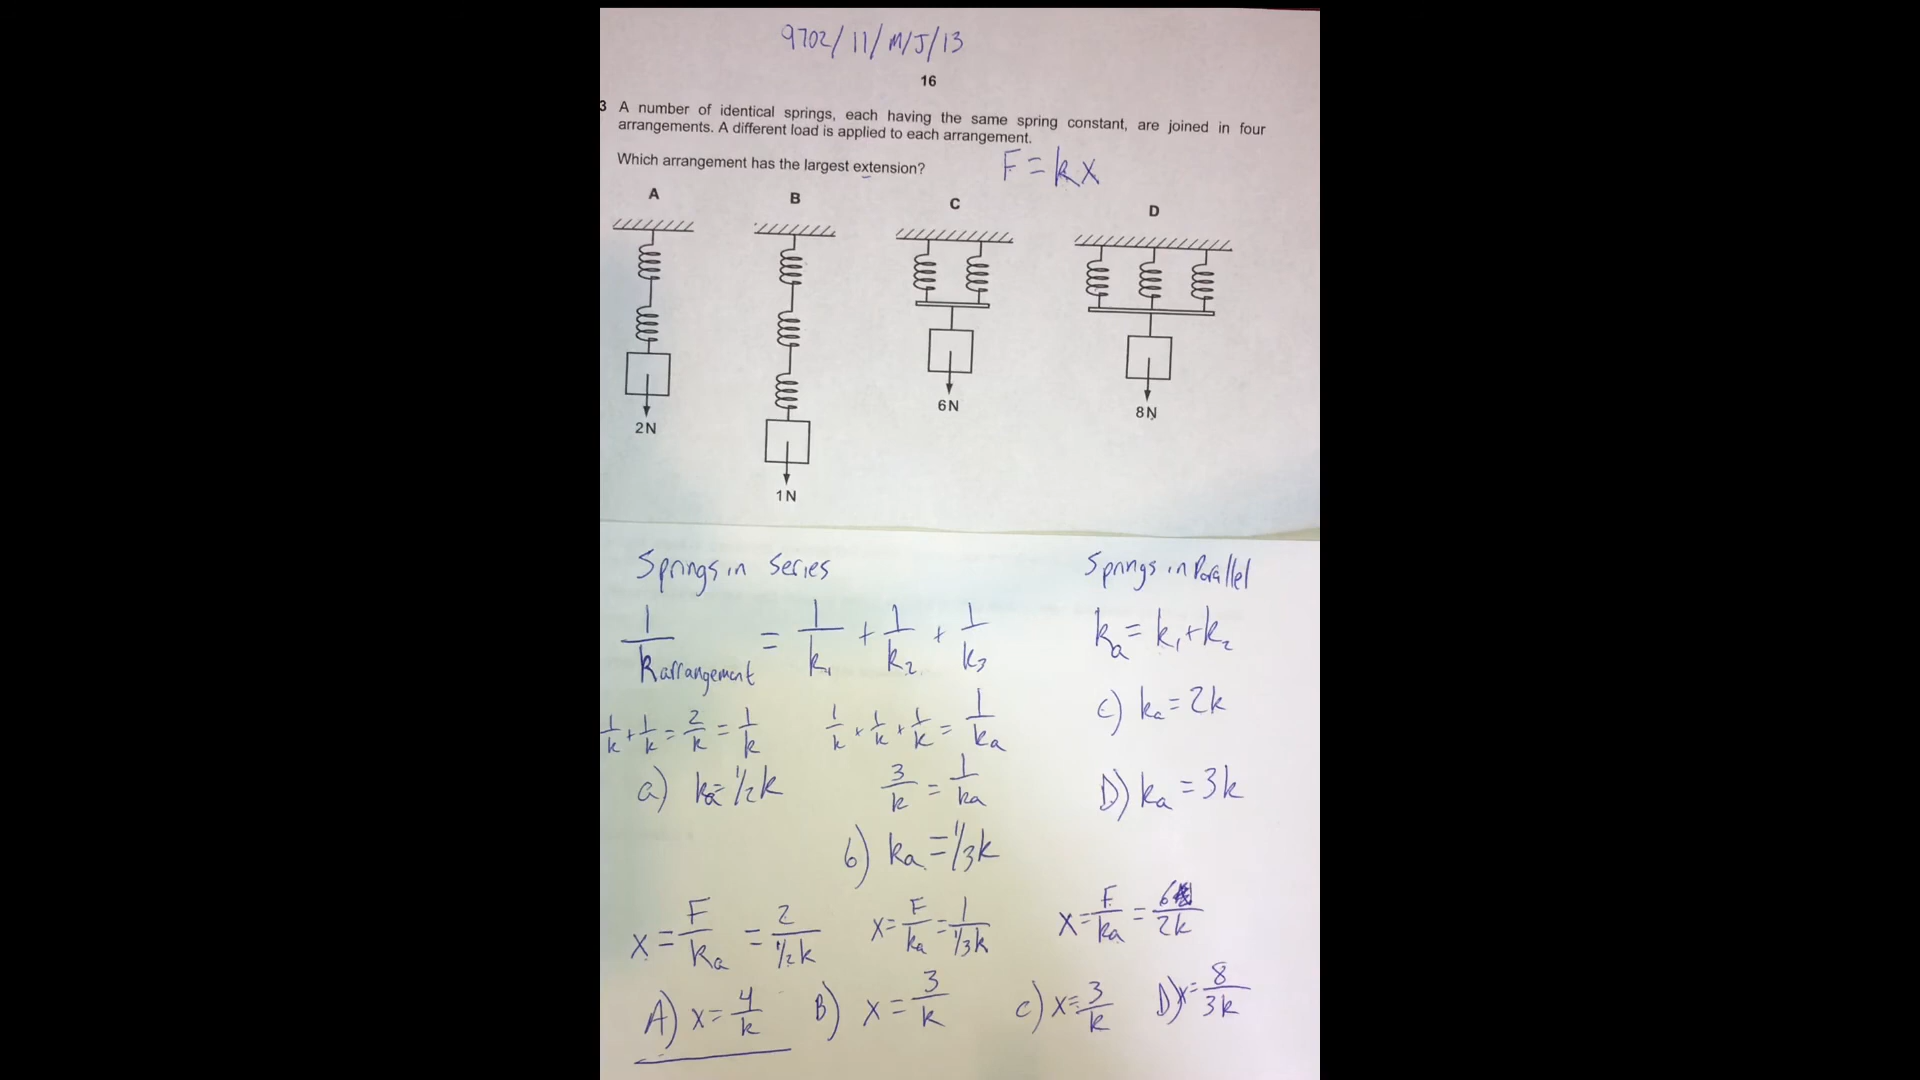 9702/11/M/J/13
16
3 A number of identical springs, each having the same spring constant, are joined in four
arrangements. A different load is applied to each arrangement.
Which arrangement has the largest extension?
F = kx
A B C D
2N
1N
6N
8N
Springs in Series
1/Karrangement = 1/k1 + 1/k2 + 1/k3
1/k + 1/k = 2/k = 1/k
a) ka = 1/2k
1/k + 1/k + 1/k = 1/ka
3/k = 1/ka
b) ka = 1/3k
Springs in Parallel
ka = k1 + k2
c) ka = 2k
D) ka = 3k
x = F/ka = 2/½k
x = F/ka = 1/⅓k
x = F/ka = 6/2k
A) x = 4/k
B) x = 3/k
c) x = 3/k
D) x = 8/3k